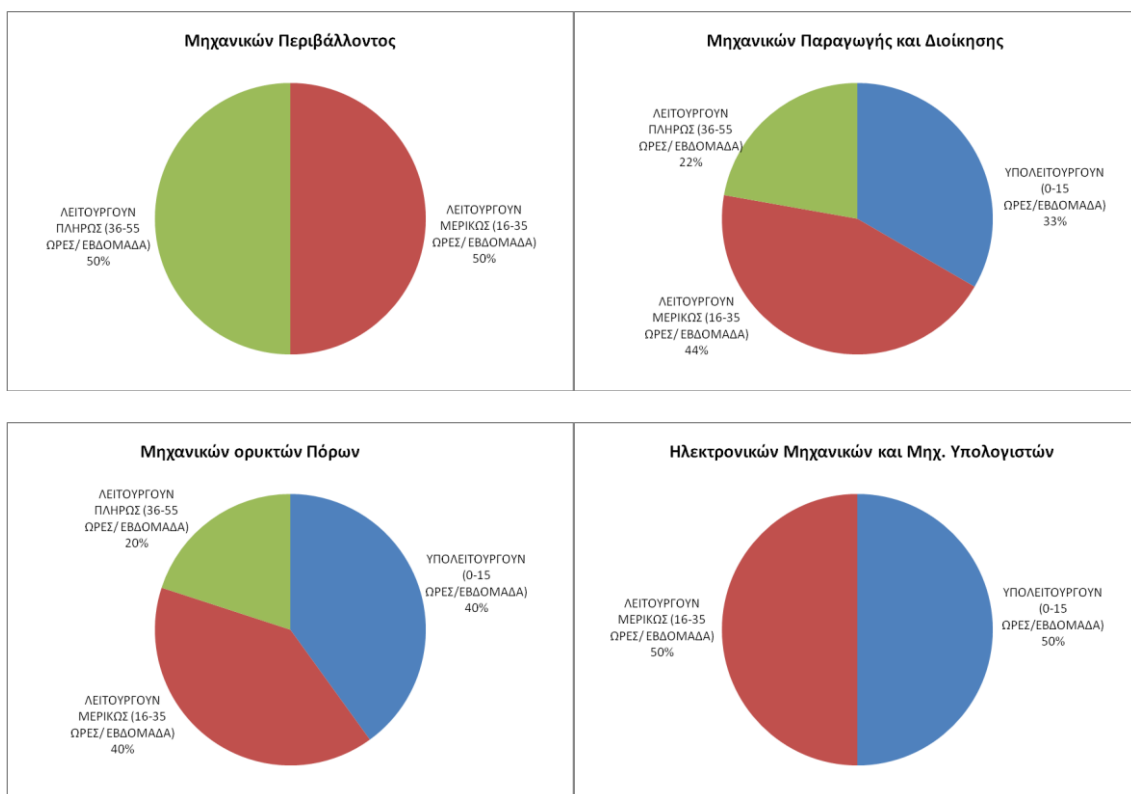 Μηχανικών Περιβάλλοντος
ΛΕΙΤΟΥΡΓΟΥΝ
ΠΛΗΡΩΣ (36-55
ΩΡΕΣ/ ΕΒΔΟΜΑΔΑ)
50%
ΛΕΙΤΟΥΡΓΟΥΝ
ΜΕΡΙΚΩΣ (16-35
ΩΡΕΣ/ ΕΒΔΟΜΑΔΑ)
50%
Μηχανικών Παραγωγής και Διοίκησης
ΛΕΙΤΟΥΡΓΟΥΝ
ΠΛΗΡΩΣ (36-55
ΩΡΕΣ/ ΕΒΔΟΜΑΔΑ)
22%
ΥΠΟΛΕΙΤΟΥΡΓΟΥΝ
(0-15
ΩΡΕΣ/ΕΒΔΟΜΑΔΑ)
33%
ΛΕΙΤΟΥΡΓΟΥΝ
ΜΕΡΙΚΩΣ (16-35
ΩΡΕΣ/ ΕΒΔΟΜΑΔΑ)
44%
Μηχανικών ορυκτών Πόρων
ΛΕΙΤΟΥΡΓΟΥΝ
ΠΛΗΡΩΣ (36-55
ΩΡΕΣ/ ΕΒΔΟΜΑΔΑ)
20%
ΥΠΟΛΕΙΤΟΥΡΓΟΥΝ
(0-15
ΩΡΕΣ/ΕΒΔΟΜΑΔΑ)
40%
ΛΕΙΤΟΥΡΓΟΥΝ
ΜΕΡΙΚΩΣ (16-35
ΩΡΕΣ/ ΕΒΔΟΜΑΔΑ)
40%
Ηλεκτρονικών Μηχανικών και Μηχ. Υπολογιστών
ΛΕΙΤΟΥΡΓΟΥΝ
ΜΕΡΙΚΩΣ (16-35
ΩΡΕΣ/ ΕΒΔΟΜΑΔΑ)
50%
ΥΠΟΛΕΙΤΟΥΡΓΟΥΝ
(0-15
ΩΡΕΣ/ΕΒΔΟΜΑΔΑ)
50%